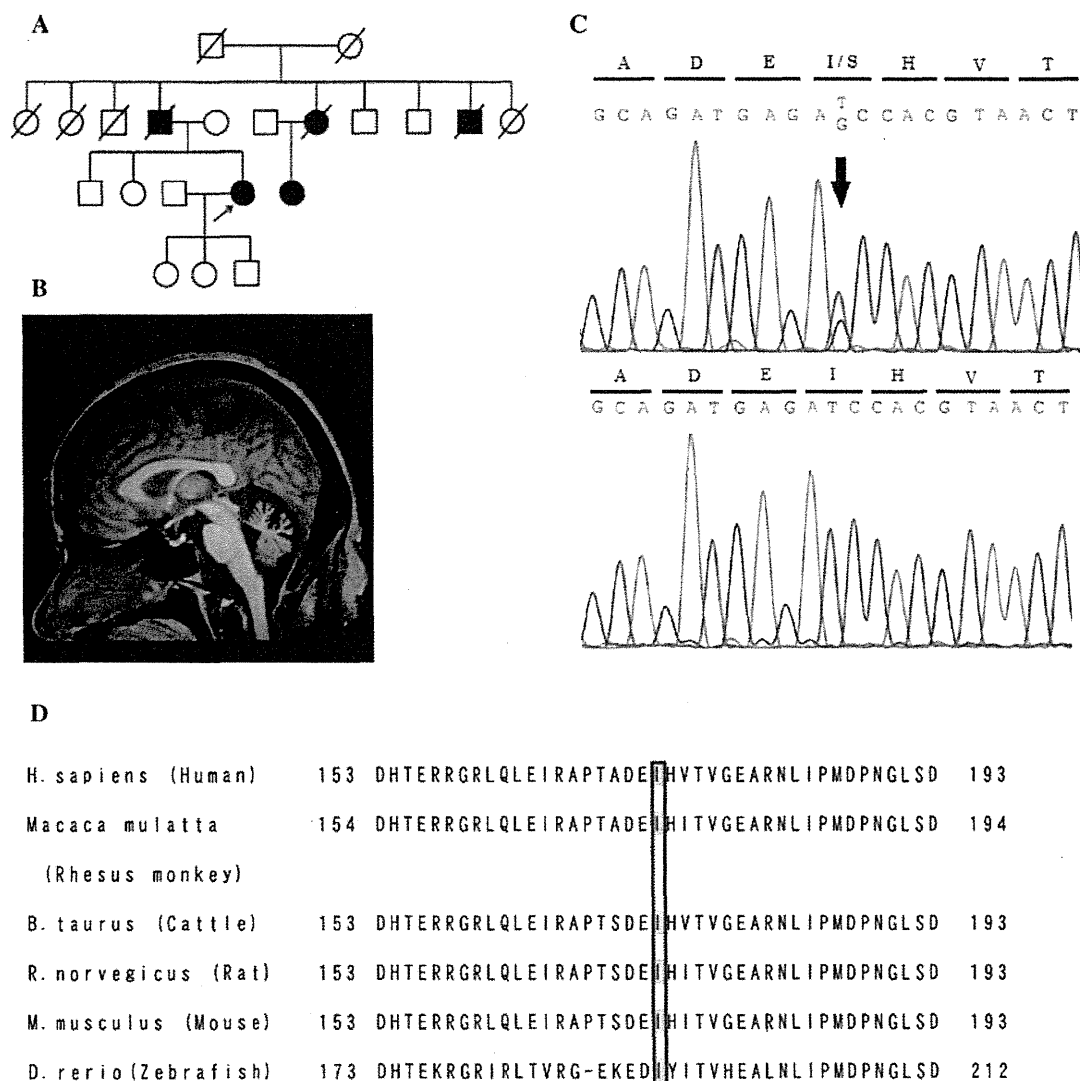 A
C
A D E I/S H V T
G C A G A T G A G A T C C A C G T A A C T
G
A D E I H V T
G C A G A T G A G A T C C A C G T A A C T
B
D
H. sapiens (Human) 153 DHTERRGRLQLEIRAPTADEIHVTVGEARNLIPMDPNGLSD 193
Macaca mulatta 154 DHTERRGRLQLEIRAPTADEIHITVGEARNLIPMDPNGLSD 194
(Rhesus monkey)
B. taurus (Cattle) 153 DHTERRGRLQLEIRAPTSDEIHVTVGEARNLIPMDPNGLSD 193
R. norvegicus (Rat) 153 DHTERRGRLQLEIRAPTSDEIHITVGEARNLIPMDPNGLSD 193
M. musculus (Mouse) 153 DHTERRGRLQLEIRAPTSDEIHITVGEARNLIPMDPNGLSD 193
D. rerio (Zebrafish) 173 DHTEKRGRIRLTVRG-EKEDIYITVHEALNLIPMDPNGLSD 212